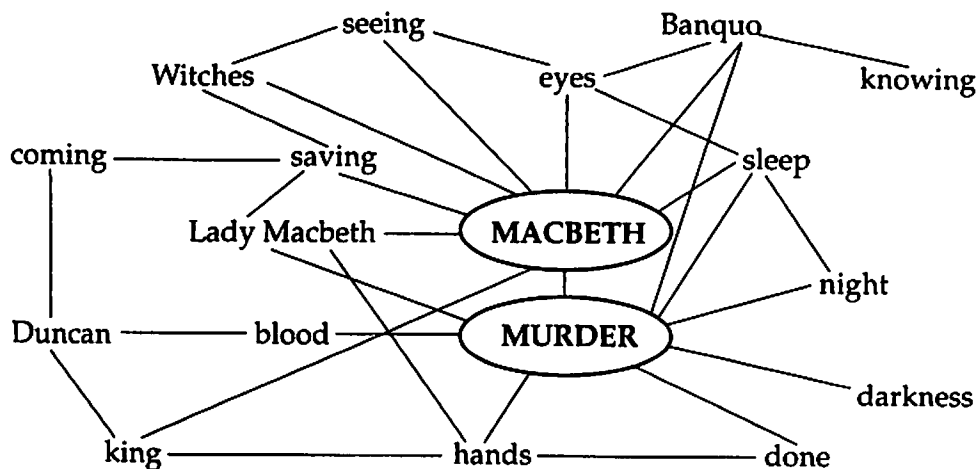 seeing
Banquo
Witches
eyes
knowing
coming
saving
sleep
Lady Macbeth
MACBETH
night
Duncan
blood
MURDER
darkness
king
hands
done